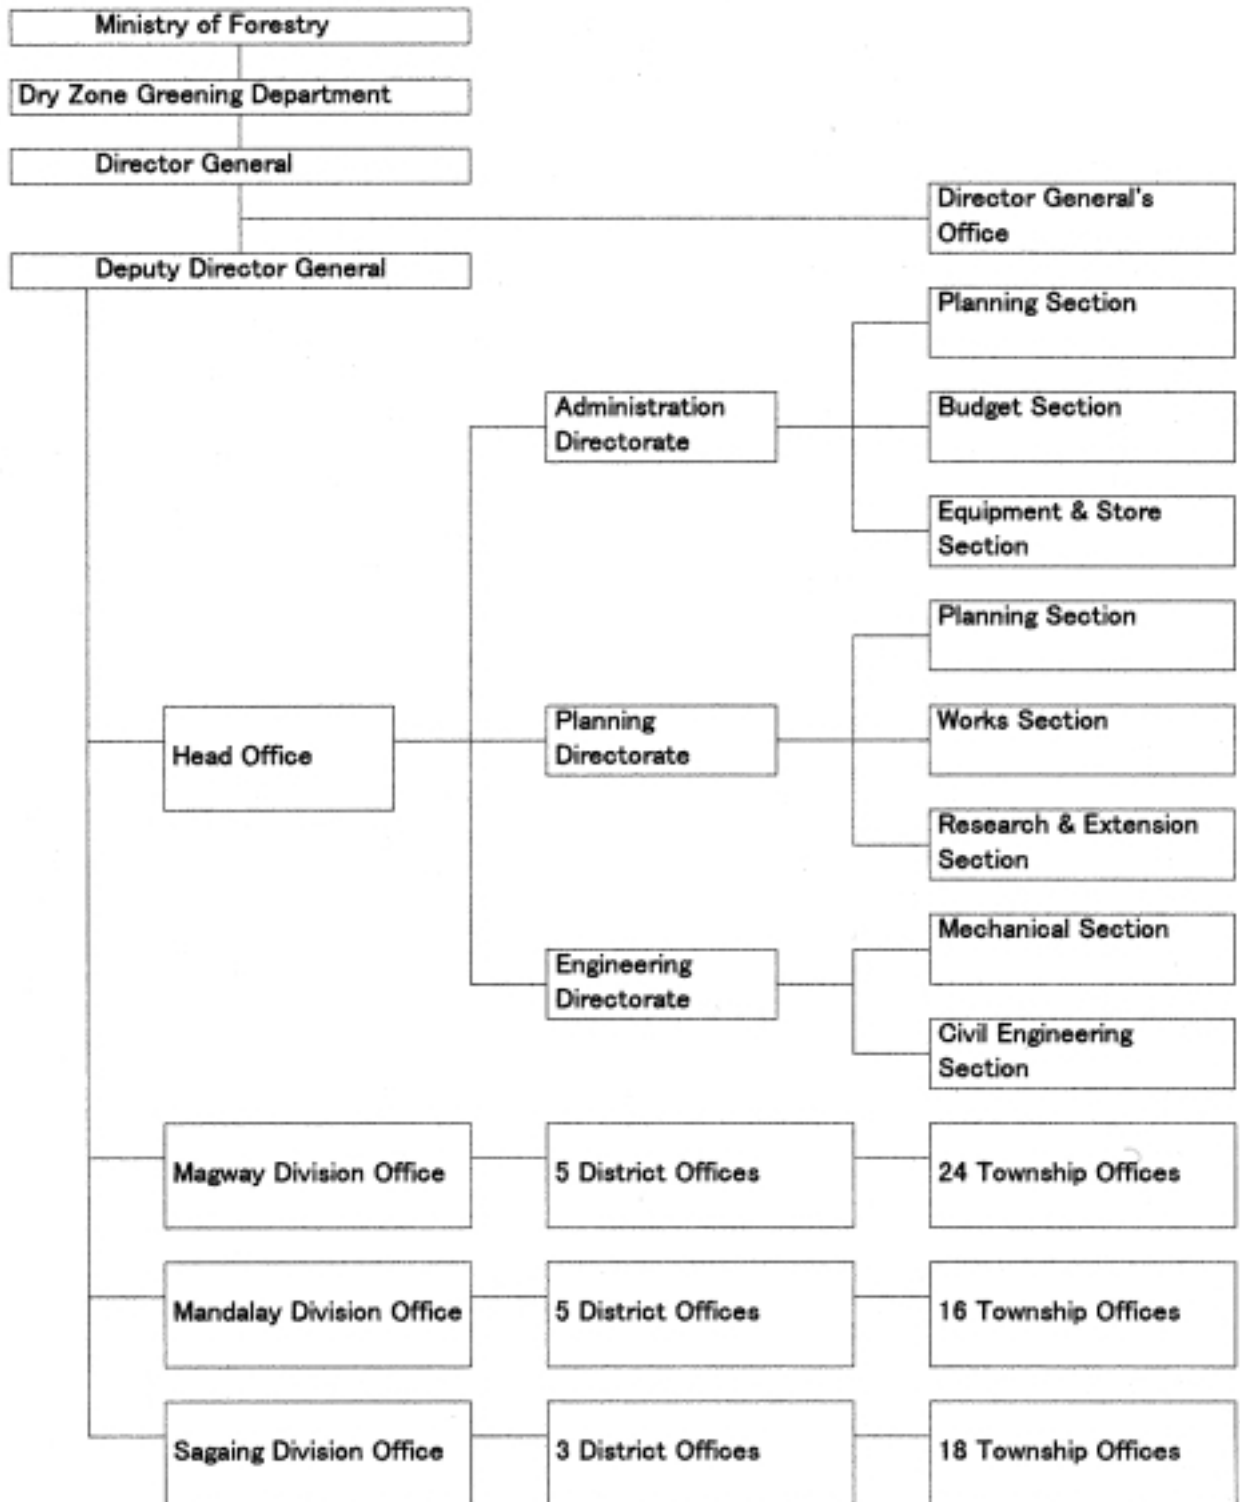 Ministry of Forestry
Dry Zone Greening Department
Director General
Director General's
Office
Deputy Director General
Planning Section
Administration
Directorate
Budget Section
Equipment & Store
Section
Planning Section
Head Office
Planning
Directorate
Works Section
Research & Extension
Section
Engineering
Directorate
Mechanical Section
Civil Engineering
Section
Magway Division Office
5 District Offices
24 Township Offices
Mandalay Division Office
5 District Offices
16 Township Offices
Sagaing Division Office
3 District Offices
18 Township Offices